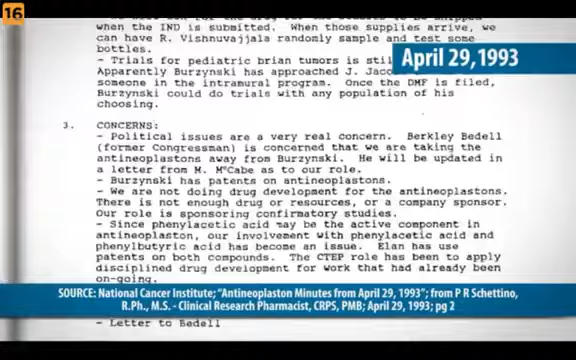 16
when the IND is submitted. When those supplies arrive, we
can have R. Vishnuvajjala randomly sample and test some
bottles.
- Trials for pediatric brain tumors is
April 29, 1993
Apparently Burzynski has approached J.
someone in the intramural program. Once the DMF is filed,
Burzynski could do trials with any population of his
choosing.
3. CONCERNS:
- Political issues are a very real concern. Berkley Bedell
(former Congressman) is concerned that we are taking the
antineoplastons away from Burzynski. He will be updated in
a letter from M. McCabe as to our role.
- Burzynski has patents on antineoplastons.
- We are not doing drug development for the antineoplastons.
There is not enough drug or resources, or a company sponsor.
Our role is sponsoring confirmatory studies.
- Since phenylacetic acid may be the active component in
antineoplaston, our involvement with phenylacetic acid and
phenylbutyric acid has become an issue. Elan has use
patents on both compounds. The CTEP role has been to apply
disciplined drug development for work that had already been
on-going.
SOURCE: National Cancer Institute; "Antineoplaston Minutes from April 29, 1993"; from P R Schettino,
R.Ph., M.S. - Clinical Research Pharmacist, CRPS, PMB; April 29, 1993; pg 2
- Letter to Bedell